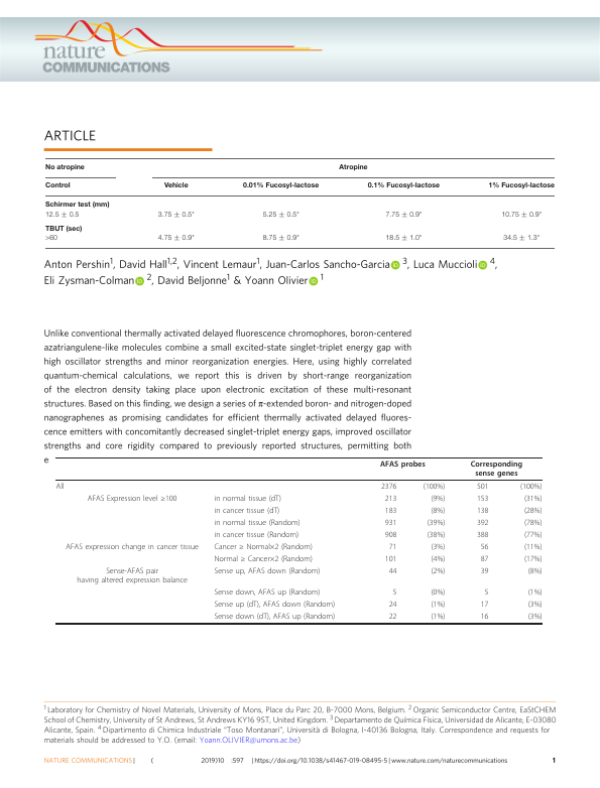 nature
COMMUNICATIONS
ARTICLE
No atropine Atropine
Control Vehicle 0.01% Fucosyl-lactose 0.1% Fucosyl-lactose 1% Fucosyl-lactose
Schirmer test (mm)
12.5 ± 0.5 3.75 ± 0.5* 5.25 ± 0.5* 7.75 ± 0.9* 10.75 ± 0.9*
TBUT (sec)
>60 4.75 ± 0.9* 8.75 ± 0.9* 18.5 ± 1.0* 34.5 ± 1.3*
Anton Pershin1, David Hall1,2, Vincent Lemaur1, Juan-Carlos Sancho-Garcia 3, Luca Muccioli 4,
Eli Zysman-Colman 2, David Beljonne1 & Yoann Olivier 1
Unlike conventional thermally activated delayed fluorescence chromophores, boron-centered
azatriangulene-like molecules combine a small excited-state singlet-triplet energy gap with
high oscillator strengths and minor reorganization energies. Here, using highly correlated
quantum-chemical calculations, we report this is driven by short-range reorganization
of the electron density taking place upon electronic excitation of these multi-resonant
structures. Based on this finding, we design a series of π-extended boron- and nitrogen-doped
nanographenes as promising candidates for efficient thermally activated delayed fluores-
cence emitters with concomitantly decreased singlet-triplet energy gaps, improved oscillator
strengths and core rigidity compared to previously reported structures, permitting both
e
AFAS probes Corresponding
sense genes
All 2376 (100%) 501 (100%)
AFAS Expression level ≥100 in normal tissue (dT) 213 (9%) 153 (31%)
in cancer tissue (dT) 183 (8%) 138 (28%)
in normal tissue (Random) 931 (39%) 392 (78%)
in cancer tissue (Random) 908 (38%) 388 (77%)
AFAS expression change in cancer tissue Cancer ≥ Normal×2 (Random) 71 (3%) 56 (11%)
Normal ≥ Cancer×2 (Random) 101 (4%) 87 (17%)
Sense-AFAS pair Sense up, AFAS down (Random) 44 (2%) 39 (8%)
having altered expression balance
Sense down, AFAS up (Random) 5 (0%) 5 (1%)
Sense up (dT), AFAS down (Random) 24 (1%) 17 (3%)
Sense down (dT), AFAS up (Random) 22 (1%) 16 (3%)
1 Laboratory for Chemistry of Novel Materials, University of Mons, Place du Parc 20, B-7000 Mons, Belgium. 2 Organic Semiconductor Centre, EaStCHEM
School of Chemistry, University of St Andrews, St Andrews KY16 9ST, United Kingdom. 3 Departamento de Química Física, Universidad de Alicante, E-03080
Alicante, Spain. 4 Dipartimento di Chimica Industriale "Toso Montanari", Università di Bologna, I-40136 Bologna, Italy. Correspondence and requests for
materials should be addressed to Y.O. (email: Yoann.OLIVIER@umons.ac.be)
NATURE COMMUNICATIONS | ( 2019)10 :597 | https://doi.org/10.1038/s41467-019-08495-5 | www.nature.com/naturecommunications 1